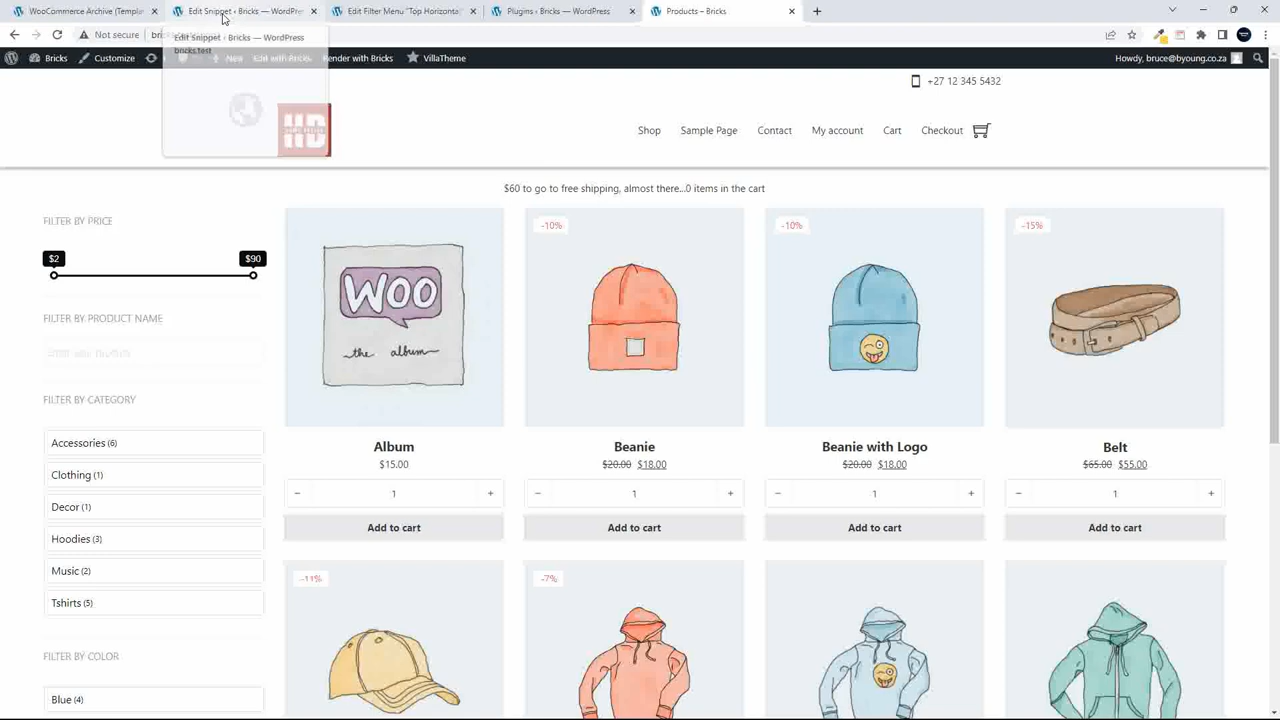 WooCommerce Archive (Templat
Edit Snippet ‹ Bricks — WordPre
Edit Filter Menu "Top Horizontal
Plugins ‹ Bricks — WordPress
Products – Bricks
Not secure
Edit Snippet ‹ Bricks — WordPress
bricks.test
Bricks
Customize
New
Edit with Bricks
Render with Bricks
VillaTheme
Howdy, bruce@byoung.co.za
+27 12 345 5432
HD
Shop
Sample Page
Contact
My account
Cart
Checkout
$60 to go to free shipping, almost there...0 items in the cart
FILTER BY PRICE
$2
$90
FILTER BY PRODUCT NAME
FILTER BY CATEGORY
Accessories (6)
Clothing (1)
Decor (1)
Hoodies (3)
Music (2)
Tshirts (5)
FILTER BY COLOR
Blue (4)
WOO
the album
Album
$15.00
− 1 +
Add to cart
-10%
Beanie
$20.00 $18.00
− 1 +
Add to cart
-10%
Beanie with Logo
$20.00 $18.00
− 1 +
Add to cart
-15%
Belt
$65.00 $55.00
− 1 +
Add to cart
-11%
-7%